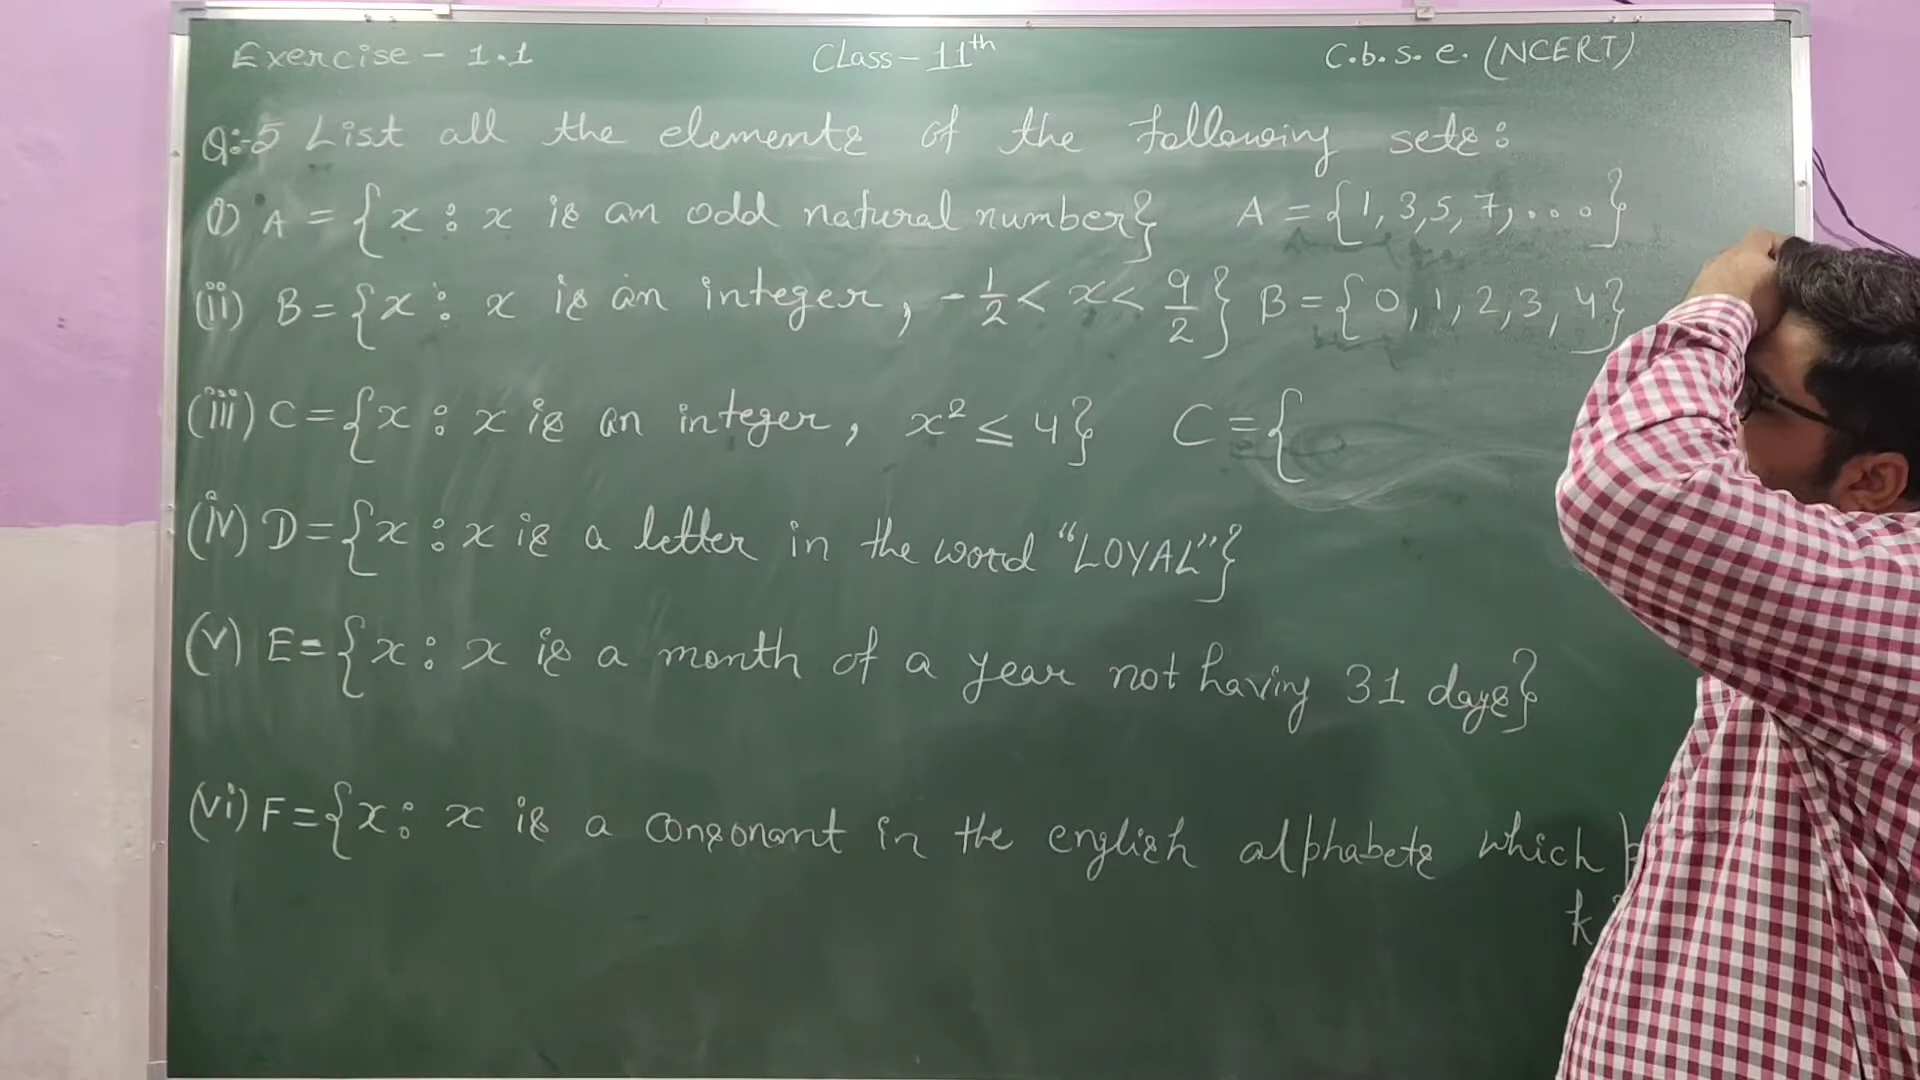 Exercise - 1.1 Class - 11th C.b.s.e. (NCERT)
Q:-5 List all the elements of the following sets:
(i) A = {x : x is an odd natural number} A = {1, 3, 5, 7, ...}
(ii) B = {x : x is an integer, -1/2 < x < 9/2} B = {0, 1, 2, 3, 4}
(iii) C = {x : x is an integer, x² ≤ 4} C = {
(iv) D = {x : x is a letter in the word "LOYAL"}
(v) E = {x : x is a month of a year not having 31 days}
(vi) F = {x : x is a consonant in the english alphabets which
k